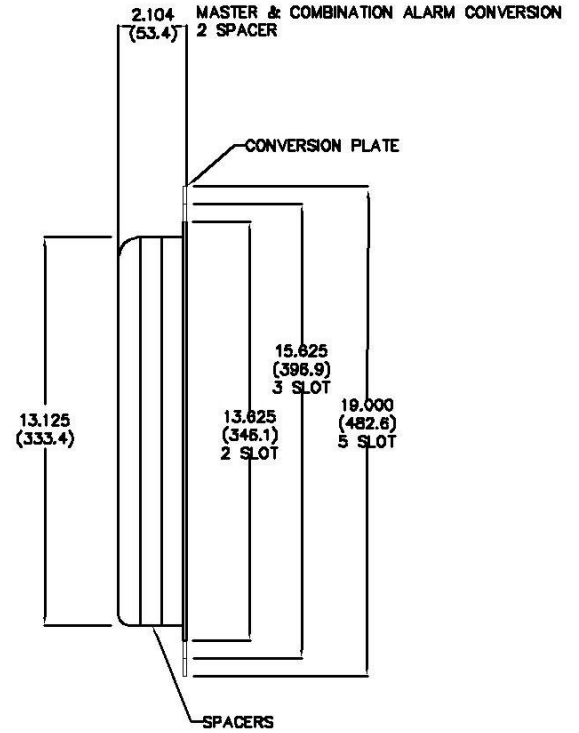 2.104
(53.4)
MASTER & COMBINATION ALARM CONVERSION
2 SPACER
CONVERSION PLATE
15.625
(396.9)
3 SLOT
19.000
(482.6)
5 SLOT
13.625
(346.1)
2 SLOT
13.125
(333.4)
SPACERS